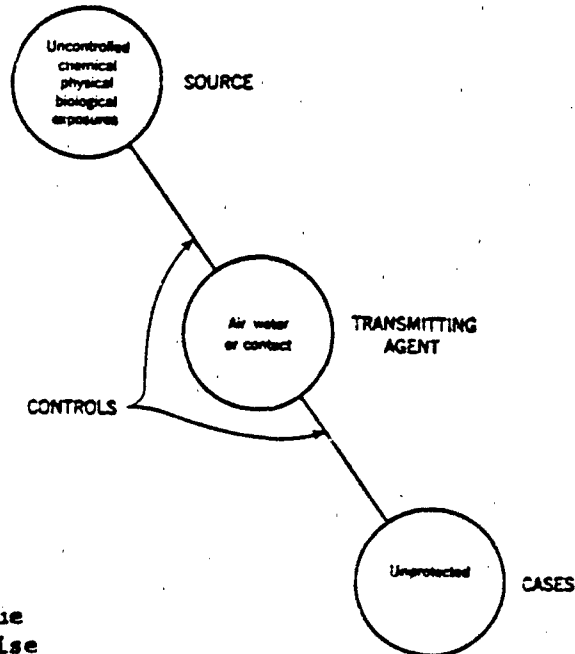 Uncontrolled
chemical
physical
biological
exposures
SOURCE
Air water
or contact
TRANSMITTING
AGENT
CONTROLS
Unprotected
CASES